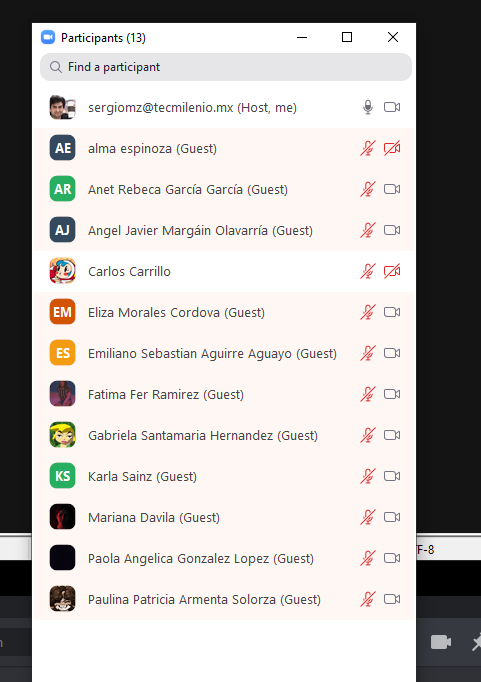 Participants (13)
Find a participant
sergiomz@tecmilenio.mx (Host, me)
AE alma espinoza (Guest)
AR Anet Rebeca García García (Guest)
AJ Angel Javier Margáin Olavarría (Guest)
Carlos Carrillo
EM Eliza Morales Cordova (Guest)
ES Emiliano Sebastian Aguirre Aguayo (Guest)
Fatima Fer Ramirez (Guest)
Gabriela Santamaria Hernandez (Guest)
KS Karla Sainz (Guest)
Mariana Davila (Guest)
F-8
Paola Angelica Gonzalez Lopez (Guest)
Paulina Patricia Armenta Solorza (Guest)